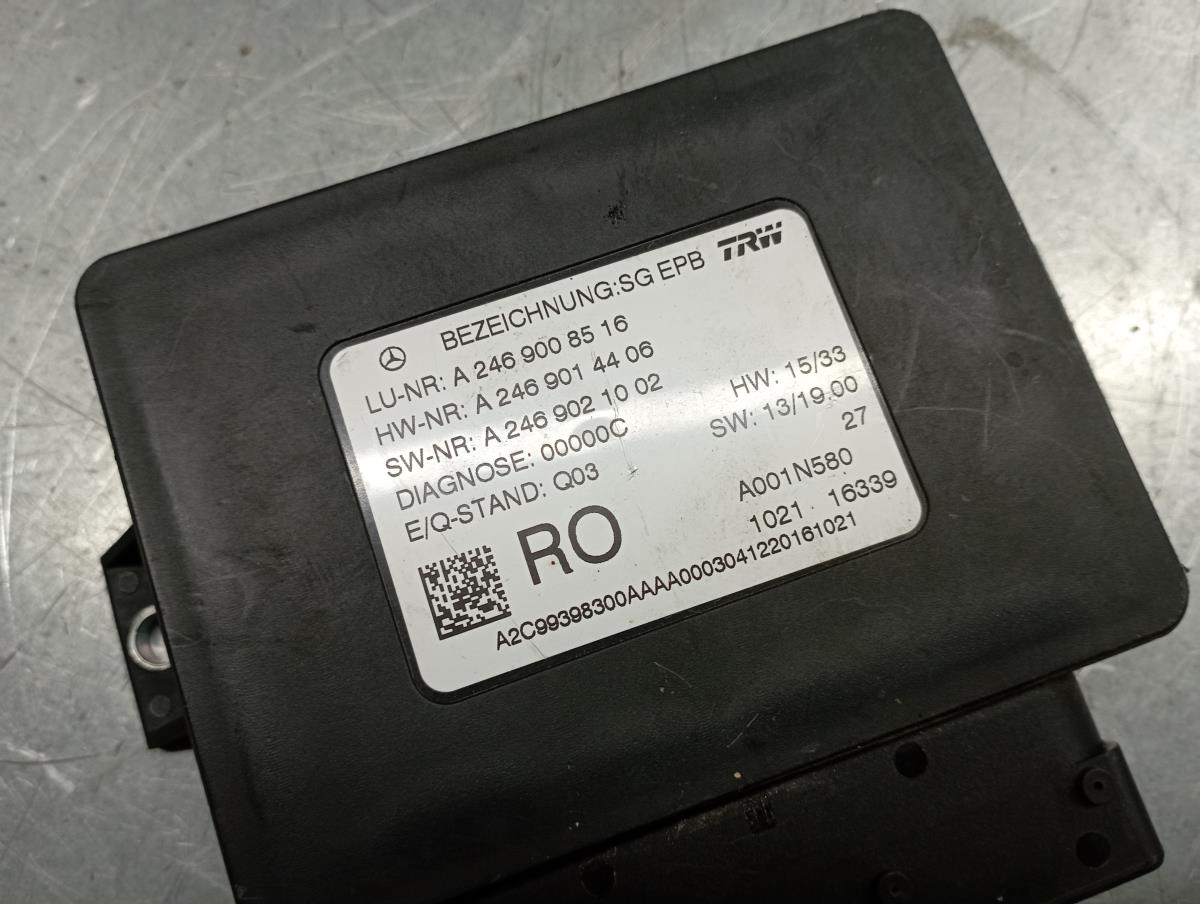 BEZEICHNUNG:SG EPB TRW
LU-NR: A 246 900 85 16
HW-NR: A 246 901 44 06
SW-NR: A 246 902 10 02 HW: 15/33
DIAGNOSE: 00000C SW: 13/19.00
E/Q-STAND: Q03 27
RO A001N580
1021 16339
A2C99398300AAAA0003041220161021